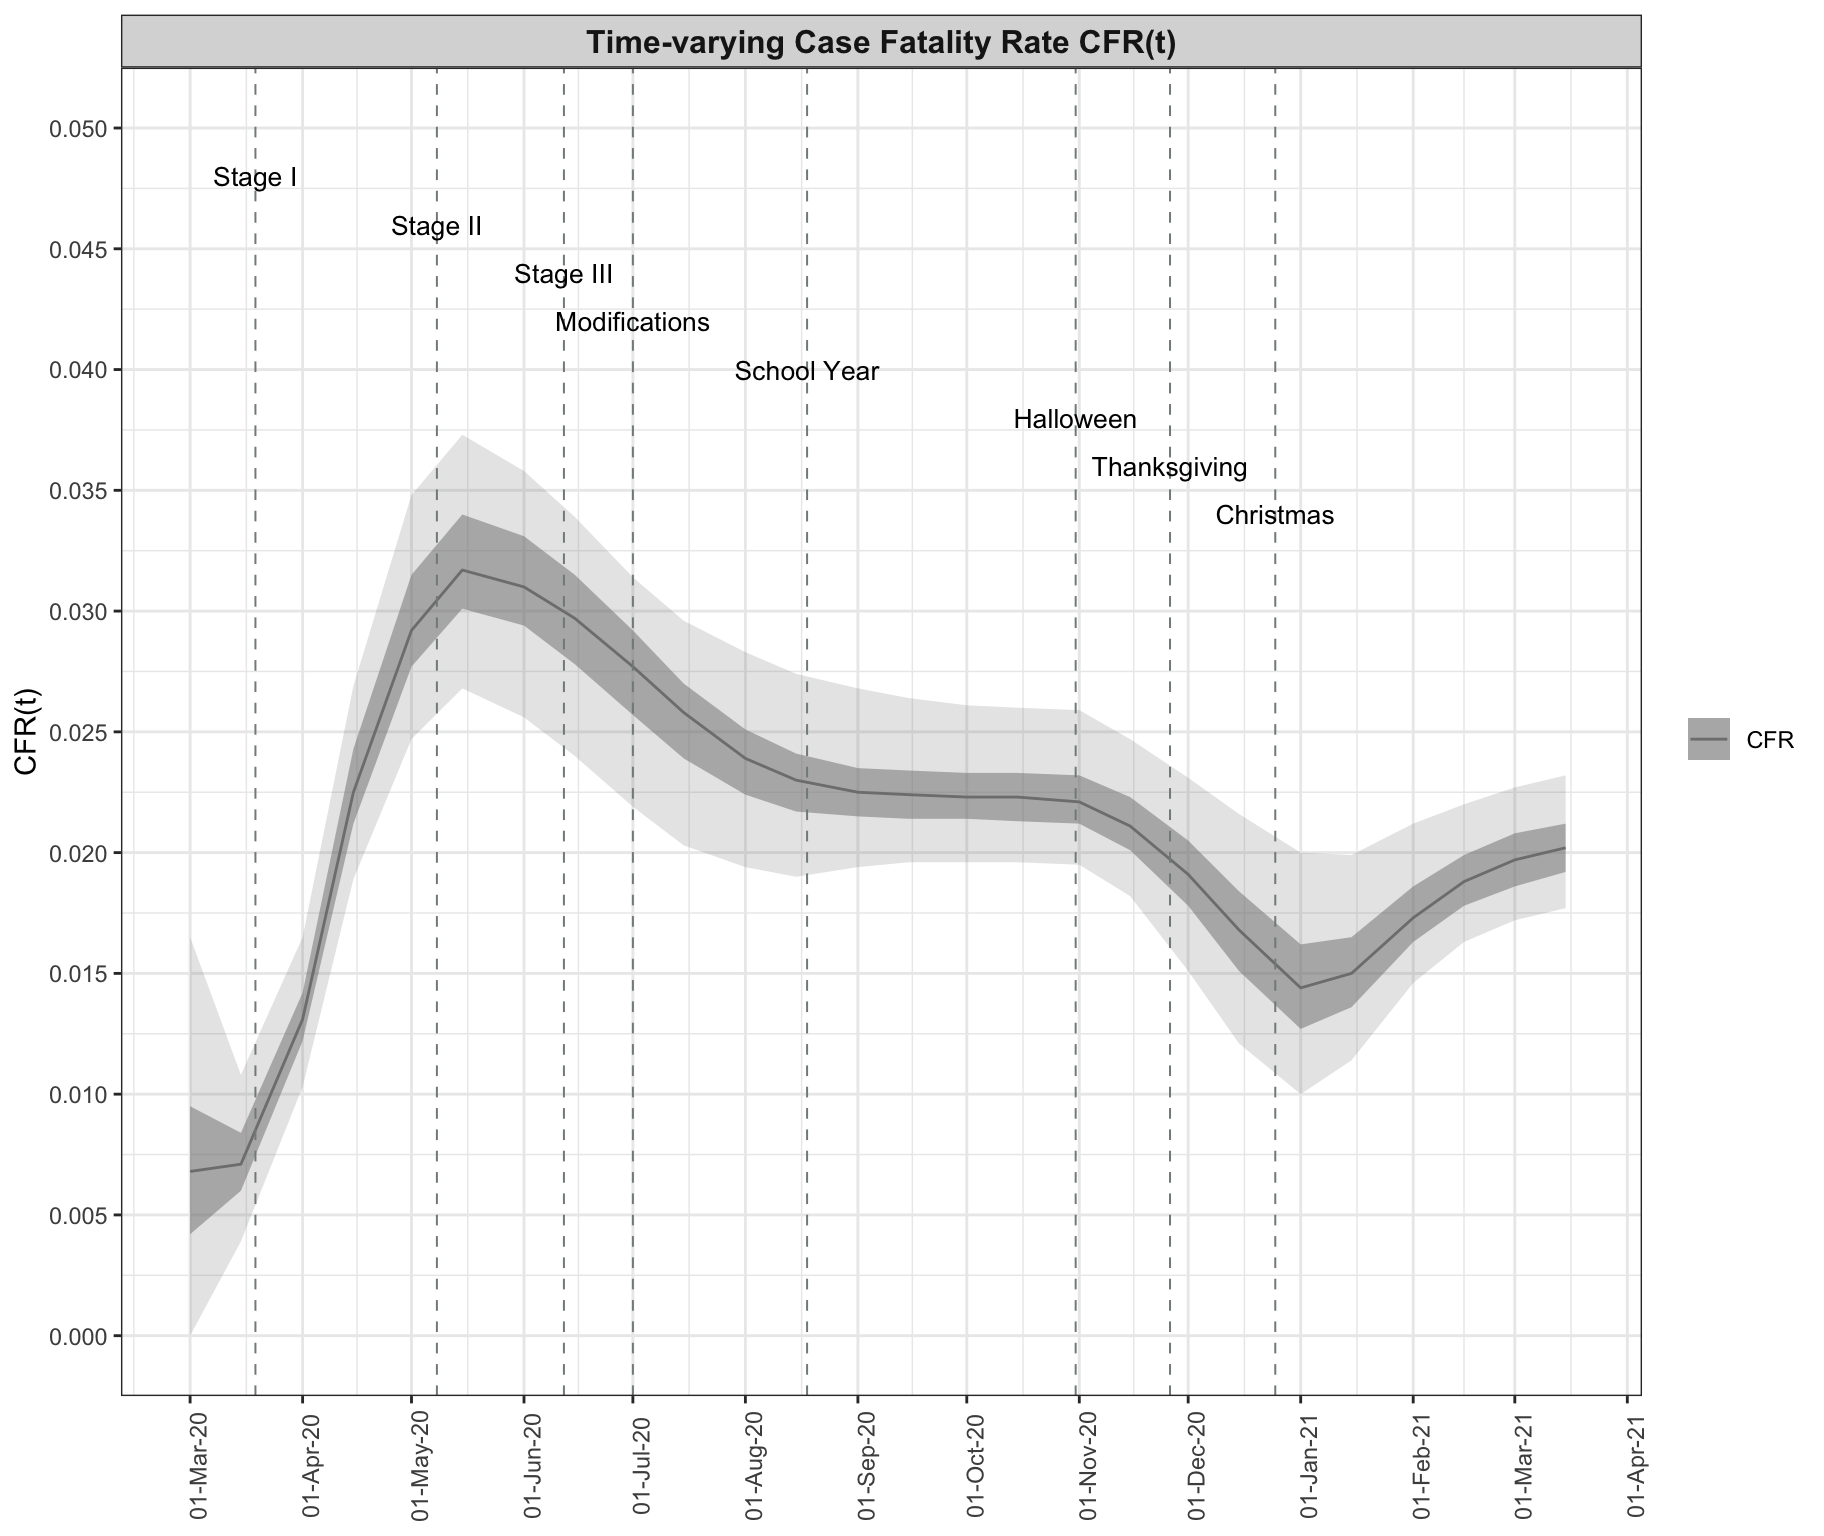 Time-varying Case Fatality Rate CFR(t)
0.050
Stage I
Stage II
0.045
Stage III
Modifications
0.040
School Year
Halloween
Thanksgiving
0.035
Christmas
0.030
0.025
CFR(t)
CFR
0.020
0.015
0.010
0.005
0.000
01-Mar-20
01-Apr-20
01-May-20
01-Jun-20
01-Jul-20
01-Aug-20
01-Sep-20
01-Oct-20
01-Nov-20
01-Dec-20
01-Jan-21
01-Feb-21
01-Mar-21
01-Apr-21